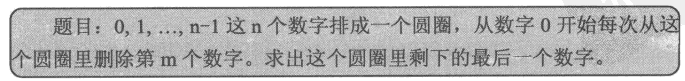 题目：0, 1, …, n-1 这 n 个数字排成一个圆圈，从数字 0 开始每次从这
个圆圈里删除第 m 个数字。求出这个圆圈里剩下的最后一个数字。